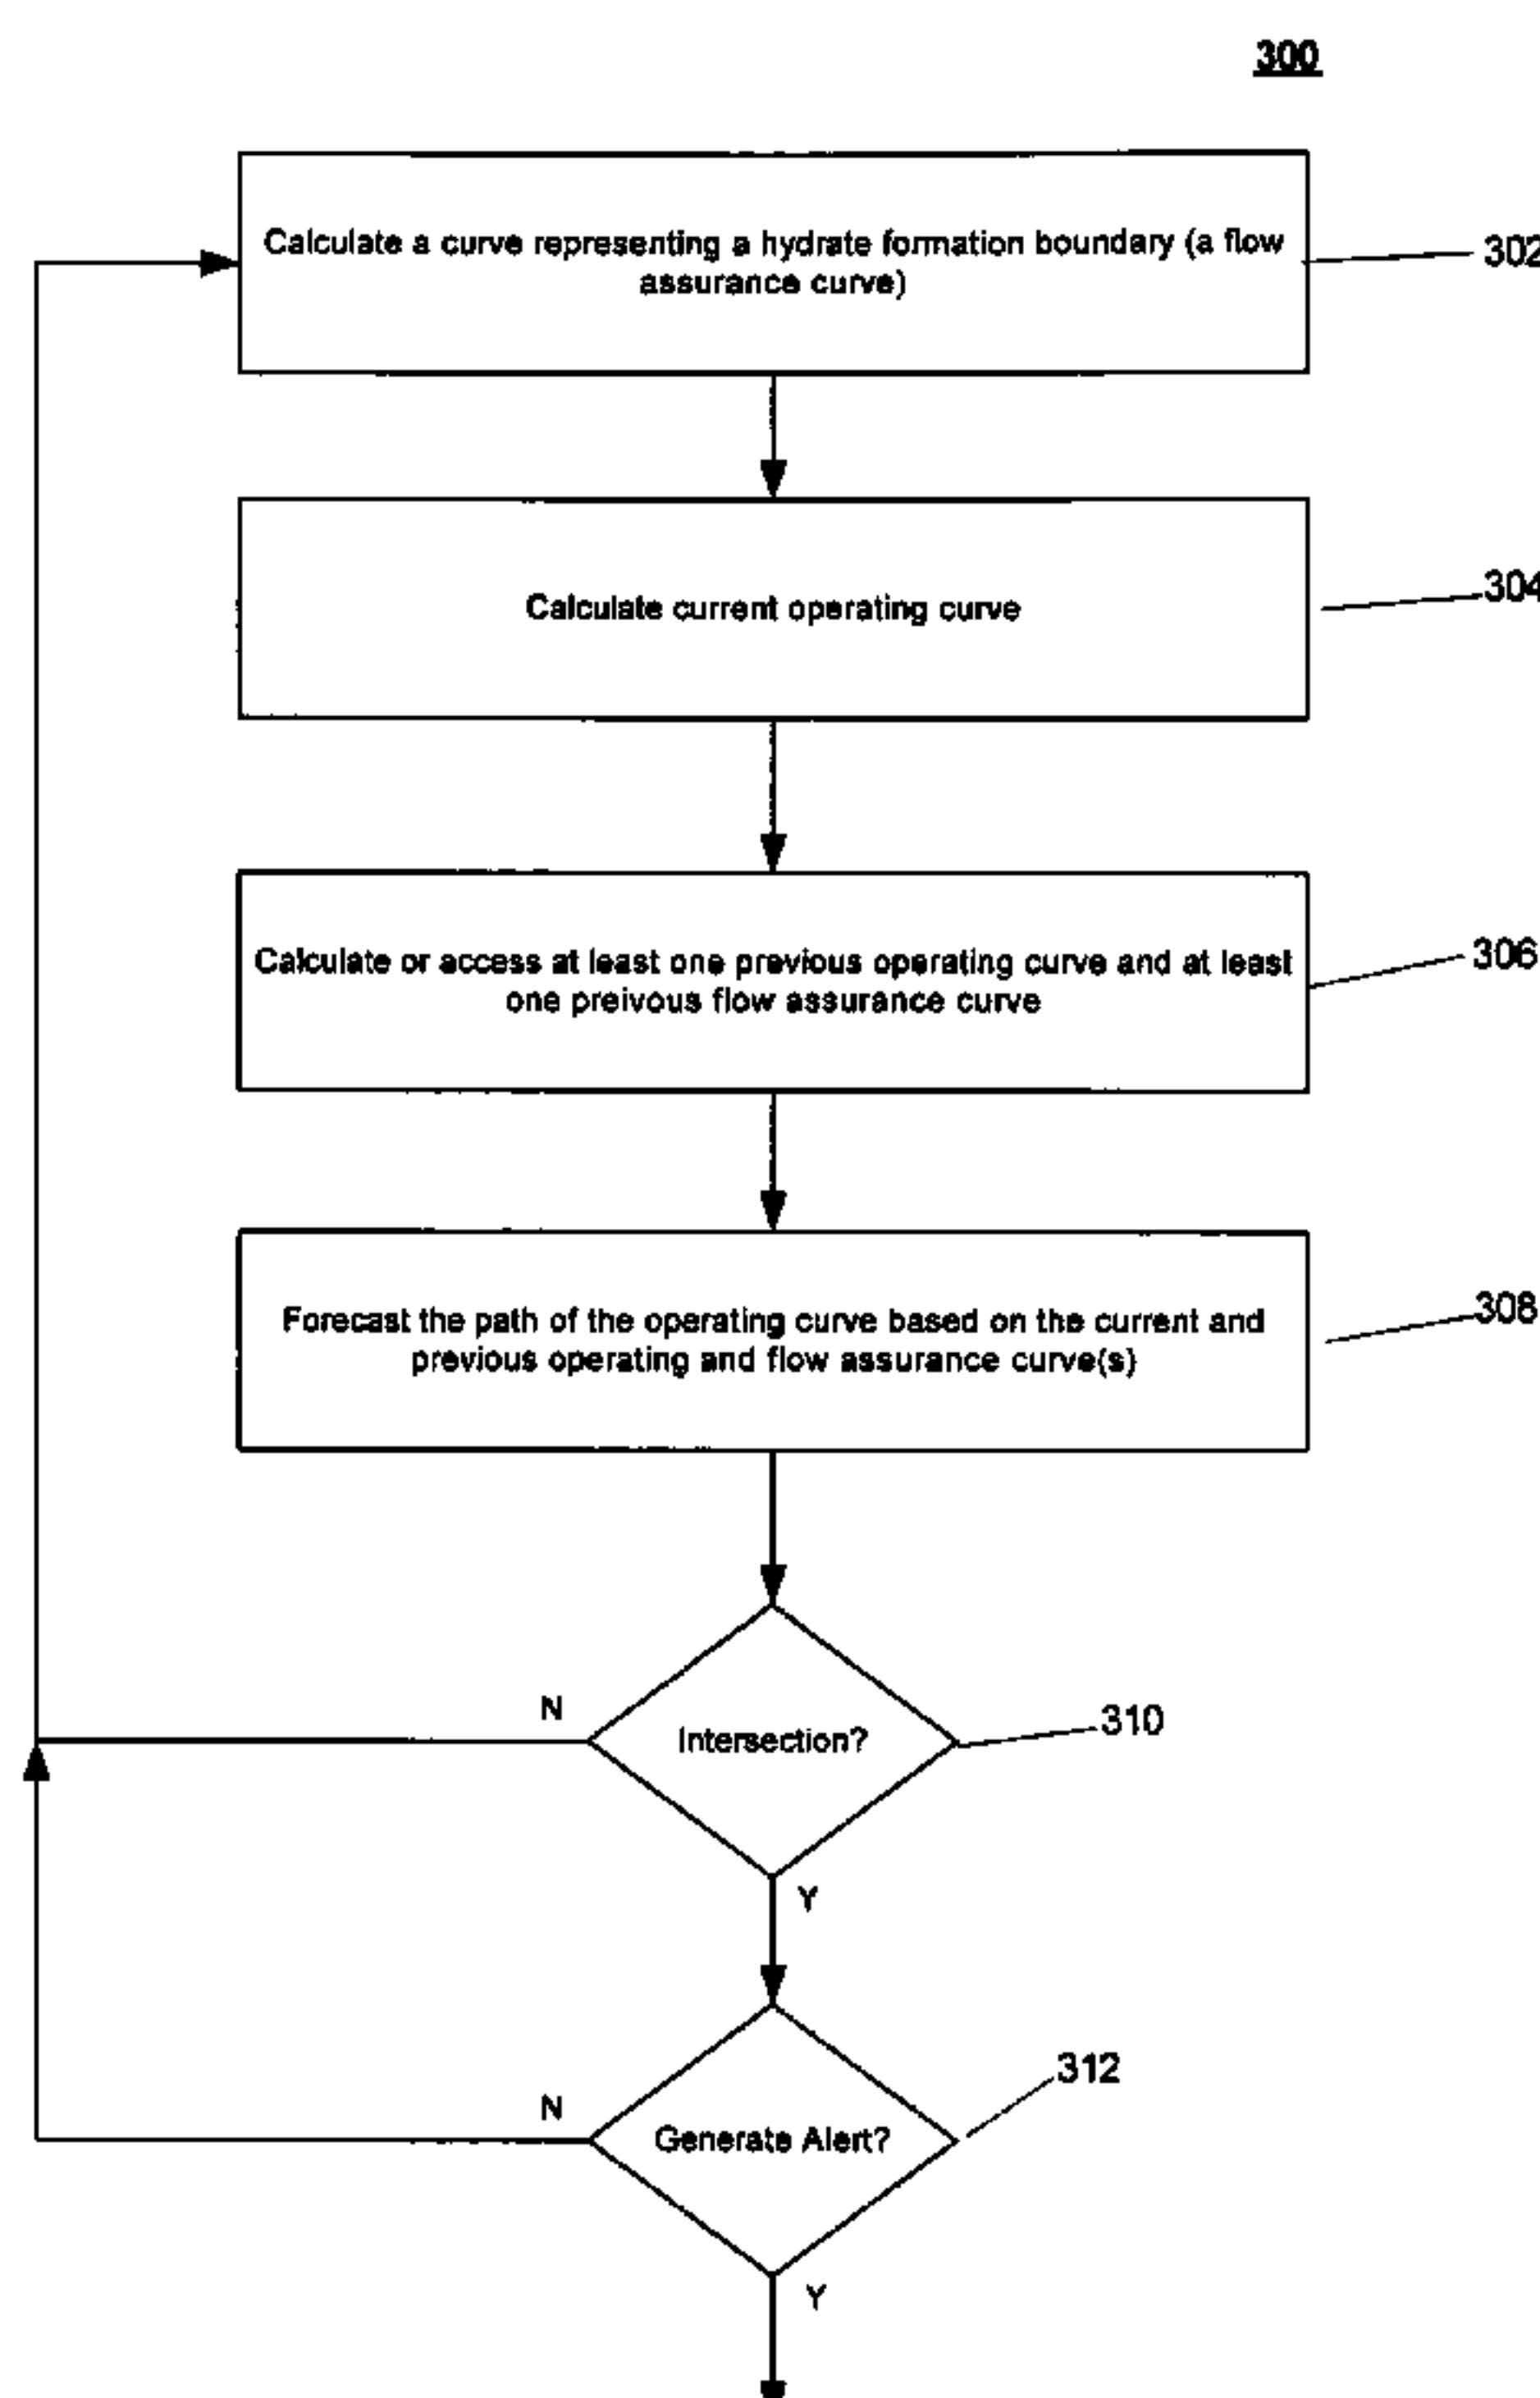 300
Calculate a curve representing a hydrate formation boundary (a flow
assurance curve)
302
Calculate current operating curve
304
Calculate or access at least one previous operating curve and at least
one preivous flow assurance curve
306
Forecast the path of the operating curve based on the current and
previous operating and flow assurance curve(s)
308
N
Intersection?
310
Y
N
Generate Alert?
312
Y